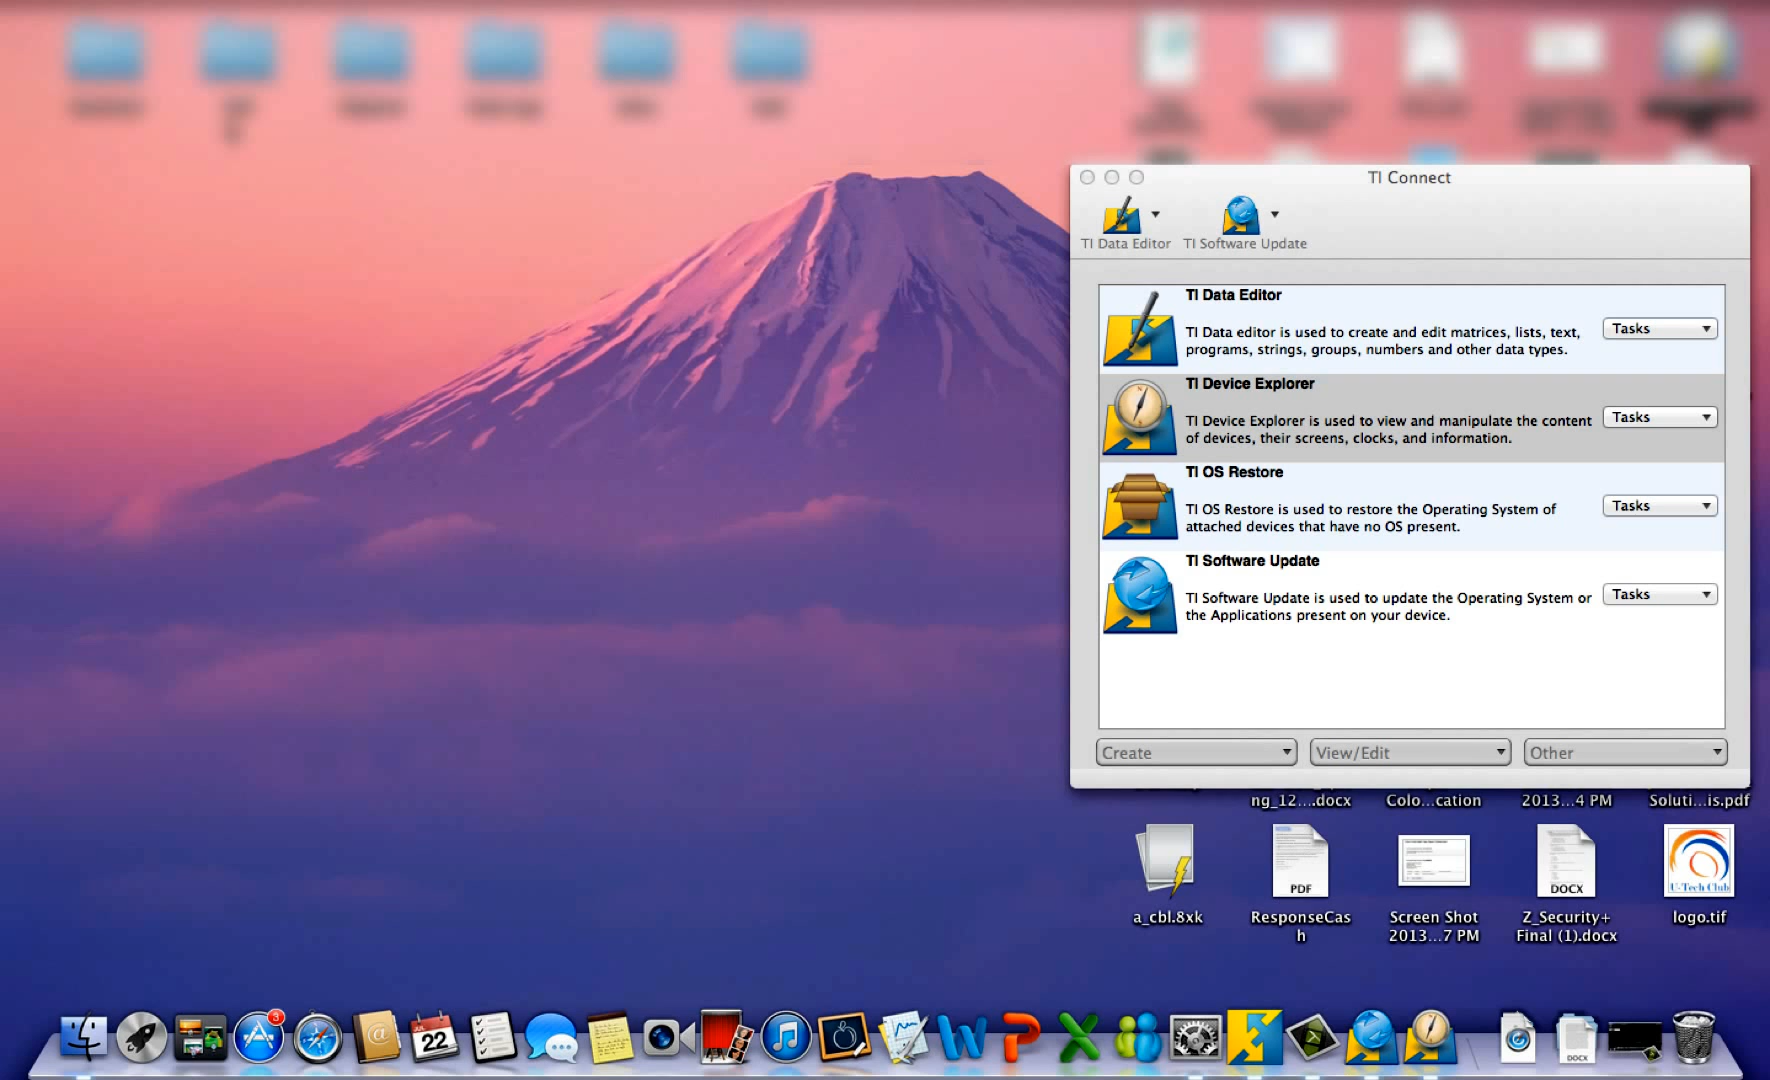 TI Connect
TI Data Editor
TI Software Update
TI Data Editor
TI Data editor is used to create and edit matrices, lists, text,
programs, strings, groups, numbers and other data types.
Tasks
TI Device Explorer
TI Device Explorer is used to view and manipulate the content
of devices, their screens, clocks, and information.
Tasks
TI OS Restore
TI OS Restore is used to restore the Operating System of
attached devices that have no OS present.
Tasks
TI Software Update
TI Software Update is used to update the Operating System or
the Applications present on your device.
Tasks
Create
View/Edit
Other
ng_12....docx
Colo...cation
2013...4 PM
Soluti...is.pdf
PDF
DOCX
U-Tech Club
a_cbl.8xk
ResponseCas
h
Screen Shot
2013...7 PM
Z_Security+
Final (1).docx
logo.tif
3
JUL
22
DOCX